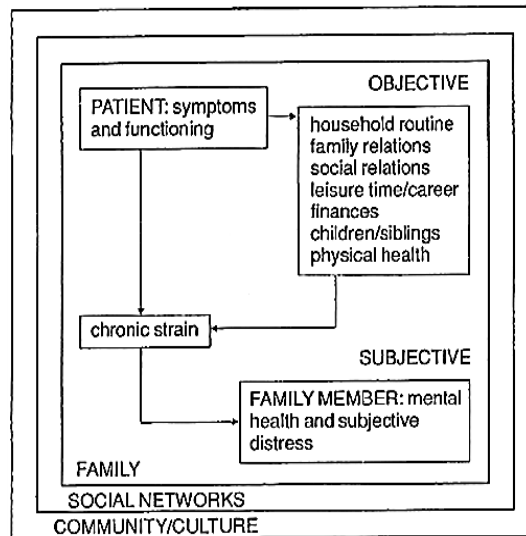 OBJECTIVE
PATIENT: symptoms
and functioning
household routine
family relations
social relations
leisure time/career
finances
children/siblings
physical health
chronic strain
SUBJECTIVE
FAMILY MEMBER: mental
health and subjective
distress
FAMILY
SOCIAL NETWORKS
COMMUNITY/CULTURE